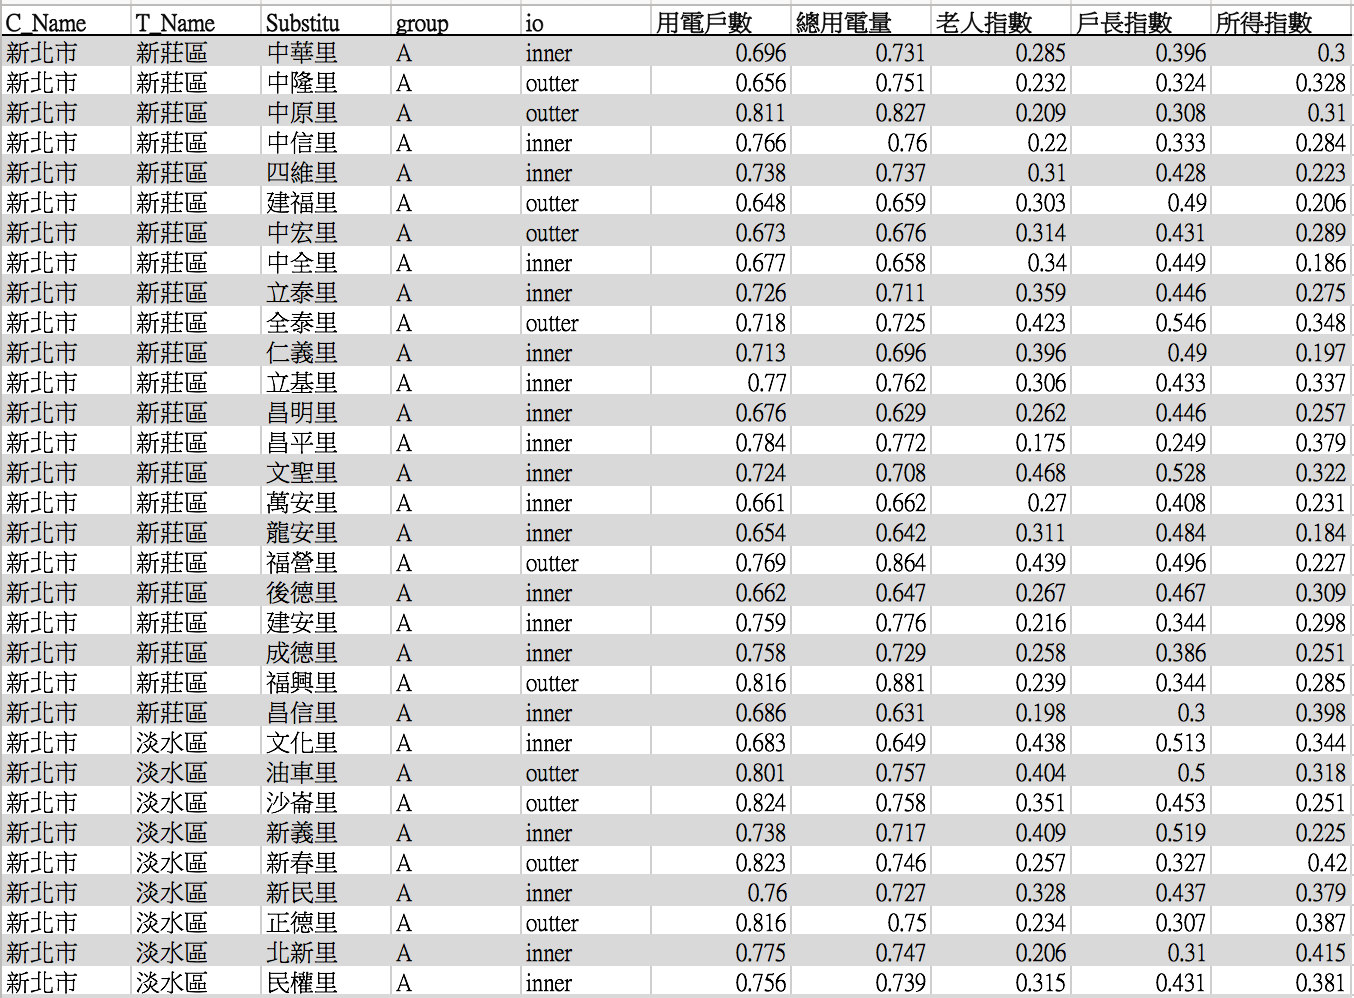 C_Name T_Name Substitu group io 用電戶數 總用電量 老人指數 戶長指數 所得指數
新北市 新莊區 中華里 A inner 0.696 0.731 0.285 0.396 0.3
新北市 新莊區 中隆里 A outter 0.656 0.751 0.232 0.324 0.328
新北市 新莊區 中原里 A outter 0.811 0.827 0.209 0.308 0.31
新北市 新莊區 中信里 A inner 0.766 0.76 0.22 0.333 0.284
新北市 新莊區 四維里 A inner 0.738 0.737 0.31 0.428 0.223
新北市 新莊區 建福里 A outter 0.648 0.659 0.303 0.49 0.206
新北市 新莊區 中宏里 A outter 0.673 0.676 0.314 0.431 0.289
新北市 新莊區 中全里 A inner 0.677 0.658 0.34 0.449 0.186
新北市 新莊區 立泰里 A inner 0.726 0.711 0.359 0.446 0.275
新北市 新莊區 全泰里 A outter 0.718 0.725 0.423 0.546 0.348
新北市 新莊區 仁義里 A inner 0.713 0.696 0.396 0.49 0.197
新北市 新莊區 立基里 A inner 0.77 0.762 0.306 0.433 0.337
新北市 新莊區 昌明里 A inner 0.676 0.629 0.262 0.446 0.257
新北市 新莊區 昌平里 A inner 0.784 0.772 0.175 0.249 0.379
新北市 新莊區 文聖里 A inner 0.724 0.708 0.468 0.528 0.322
新北市 新莊區 萬安里 A inner 0.661 0.662 0.27 0.408 0.231
新北市 新莊區 龍安里 A inner 0.654 0.642 0.311 0.484 0.184
新北市 新莊區 福營里 A outter 0.769 0.864 0.439 0.496 0.227
新北市 新莊區 後德里 A inner 0.662 0.647 0.267 0.467 0.309
新北市 新莊區 建安里 A inner 0.759 0.776 0.216 0.344 0.298
新北市 新莊區 成德里 A inner 0.758 0.729 0.258 0.386 0.251
新北市 新莊區 福興里 A outter 0.816 0.881 0.239 0.344 0.285
新北市 新莊區 昌信里 A inner 0.686 0.631 0.198 0.3 0.398
新北市 淡水區 文化里 A inner 0.683 0.649 0.438 0.513 0.344
新北市 淡水區 油車里 A outter 0.801 0.757 0.404 0.5 0.318
新北市 淡水區 沙崙里 A outter 0.824 0.758 0.351 0.453 0.251
新北市 淡水區 新義里 A inner 0.738 0.717 0.409 0.519 0.225
新北市 淡水區 新春里 A outter 0.823 0.746 0.257 0.327 0.42
新北市 淡水區 新民里 A inner 0.76 0.727 0.328 0.437 0.379
新北市 淡水區 正德里 A outter 0.816 0.75 0.234 0.307 0.387
新北市 淡水區 北新里 A inner 0.775 0.747 0.206 0.31 0.415
新北市 淡水區 民權里 A inner 0.756 0.739 0.315 0.431 0.381